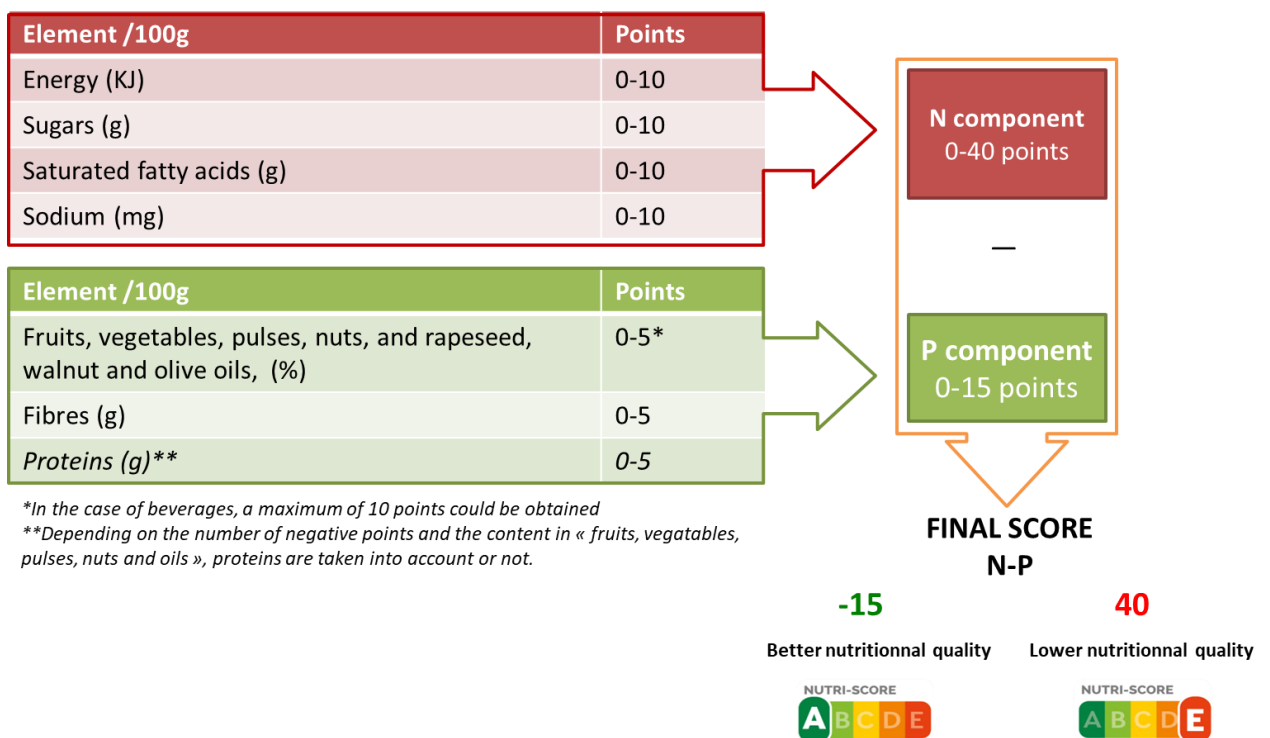 Element /100g Points
Energy (KJ) 0-10
Sugars (g) 0-10
Saturated fatty acids (g) 0-10
Sodium (mg) 0-10
N component
0-40 points
—
Element /100g Points
Fruits, vegetables, pulses, nuts, and rapeseed, 0-5*
walnut and olive oils, (%)
Fibres (g) 0-5
Proteins (g)** 0-5
P component
0-15 points
*In the case of beverages, a maximum of 10 points could be obtained
**Depending on the number of negative points and the content in « fruits, vegatables,
pulses, nuts and oils », proteins are taken into account or not.
FINAL SCORE
N-P
-15 40
Better nutritionnal quality Lower nutritionnal quality
NUTRI-SCORE NUTRI-SCORE
A B C D E A B C D E